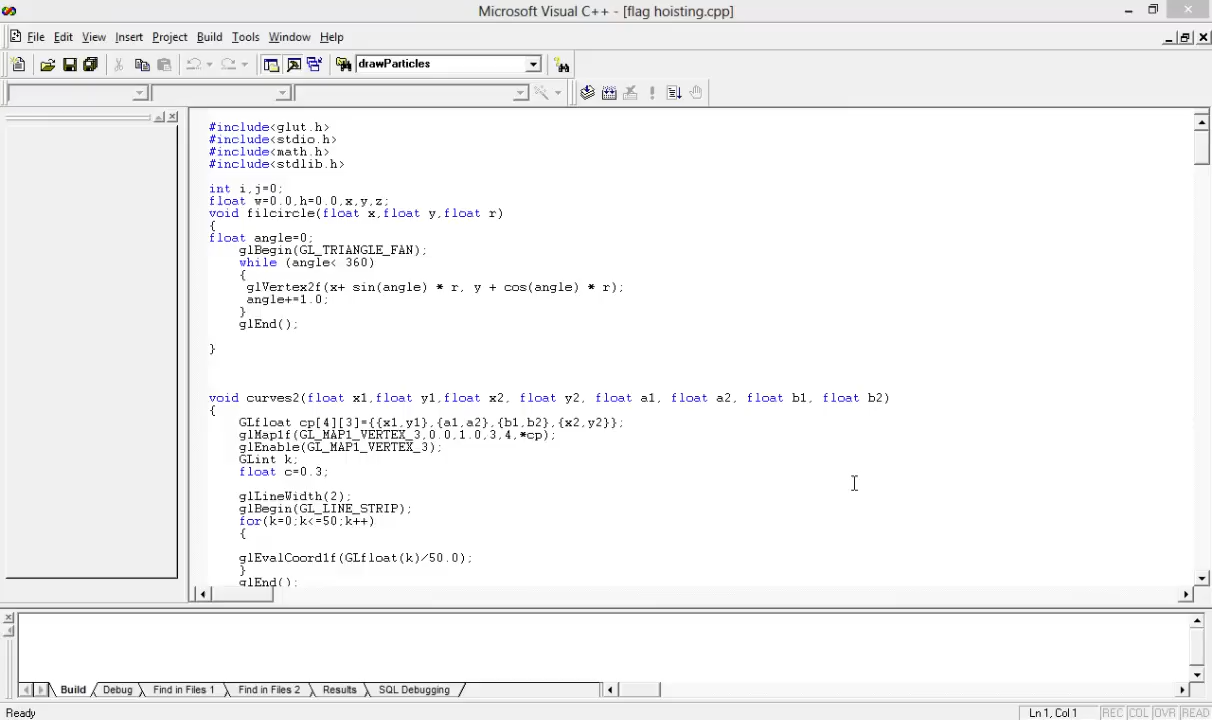 Microsoft Visual C++ - [flag hoisting.cpp]
File Edit View Insert Project Build Tools Window Help
drawParticles
#include<glut.h>
#include<stdio.h>
#include<math.h>
#include<stdlib.h>
int i,j=0;
float w=0.0,h=0.0,x,y,z;
void filcircle(float x,float y,float r)
{
float angle=0;
glBegin(GL_TRIANGLE_FAN);
while (angle< 360)
{
glVertex2f(x+ sin(angle) * r, y + cos(angle) * r);
angle+=1.0;
}
glEnd();
}
void curves2(float x1,float y1,float x2, float y2, float a1, float a2, float b1, float b2)
{
GLfloat cp[4][3]={{x1,y1},{a1,a2},{b1,b2},{x2,y2}};
glMap1f(GL_MAP1_VERTEX_3,0.0,1.0,3,4,*cp);
glEnable(GL_MAP1_VERTEX_3);
GLint k;
float c=0.3;
glLineWidth(2);
glBegin(GL_LINE_STRIP);
for(k=0;k<=50;k++)
{
glEvalCoord1f(GLfloat(k)/50.0);
}
glEnd();
Build Debug Find in Files 1 Find in Files 2 Results SQL Debugging
Ready Ln 1, Col 1 REC COL OVR READ